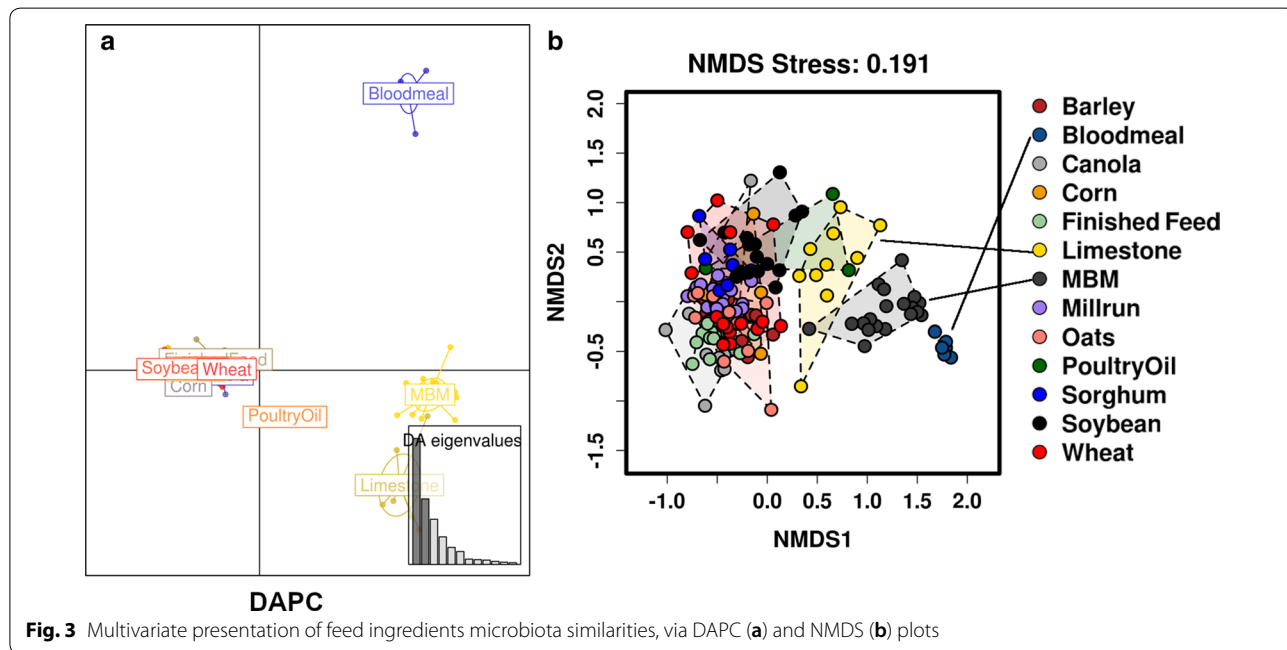 a
Bloodmeal
FinishedFeed
Soybea
Wheat
Corn
PoultryOil
MBM
DA eigenvalues
Limestone
DAPC
b
NMDS Stress: 0.191
NMDS2
2.0
1.5
1.0
0.5
-0.5
-1.5
-1.0
0.0
0.5
1.0
1.5
2.0
NMDS1
Barley
Bloodmeal
Canola
Corn
Finished Feed
Limestone
MBM
Millrun
Oats
PoultryOil
Sorghum
Soybean
Wheat
Fig. 3 Multivariate presentation of feed ingredients microbiota similarities, via DAPC (a) and NMDS (b) plots